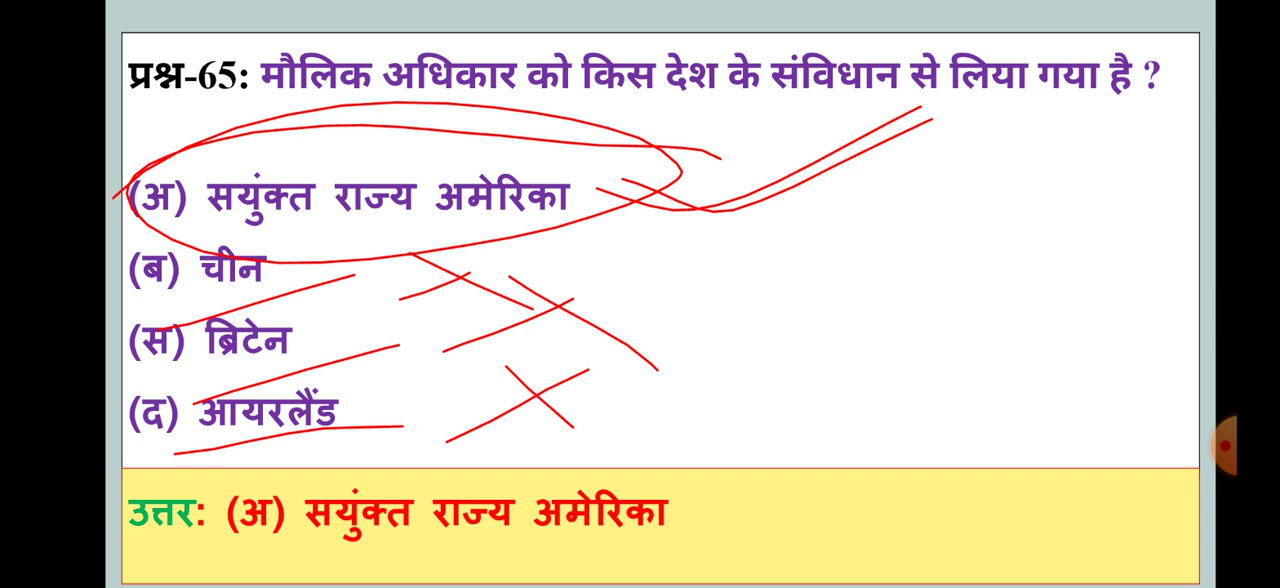 प्रश्न-65: मौलिक अधिकार को किस देश के संविधान से लिया गया है ?
(अ) सयुंक्त राज्य अमेरिका
(ब) चीन
(स) ब्रिटेन
(द) आयरलैंड
उत्तर: (अ) सयुंक्त राज्य अमेरिका